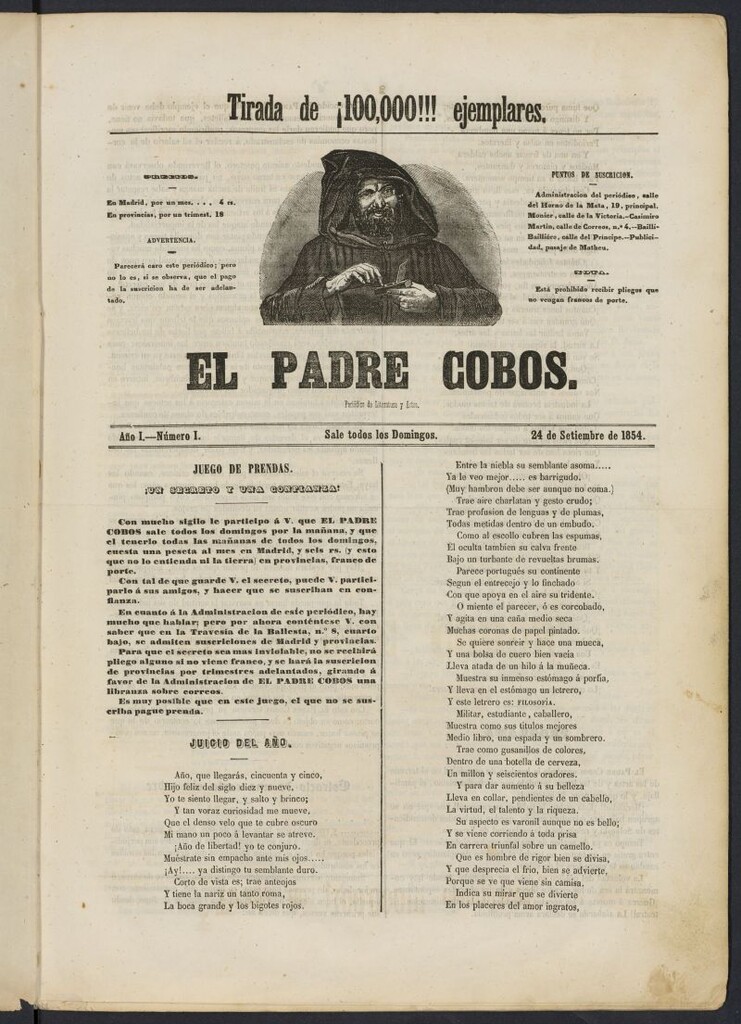 Tirada de ¡100,000!!! ejemplares.
PRECIO.
En Madrid, por un mes. . . . 4 rs.
En provincias, por un trimest. 18
ADVERTENCIA.
Parecerá caro este periódico; pero
no lo es, si se observa, que el pago
de la suscricion ha de ser adelan-
tado.
PUNTOS DE SUSCRICION.
Administracion del periódico, calle
del Horno de la Mata, 19, principal.
Monier, calle de la Victoria.—Casimiro
Martin, calle de Correos, n.º 4.—Bailli-
Bailliére, calle del Príncipe.—Publici-
dad, pasaje de Matheu.
Está prohibido recibir pliegos que
no vengan francos de porte.
EL PADRE COBOS.
Periódico de Literatura y Artes.
Año I.—Número I.
Sale todos los Domingos.
24 de Setiembre de 1854.
JUEGO DE PRENDAS.
¡UN SECRETO Y UNA CONFIANZA!
Con mucho sigilo le participo á V. que EL PADRE
COBOS sale todos los domingos por la mañana, y que
el tenerlo todas las mañanas de todos los domingos,
cuesta una peseta al mes en Madrid, y seis rs. (y esto
que no lo entienda ni la tierra) en provincias, franco de
porte.
Con tal de que guarde V. el secreto, puede V. partici-
parlo á sus amigos, y hacer que se suscriban en con-
fianza.
En cuanto á la Administracion de este periódico, hay
mucho que hablar; pero por ahora conténtese V. con
saber que en la Travesía de la Ballesta, n.º 8, cuarto
bajo, se admiten suscriciones de Madrid y provincias.
Para que el secreto sea mas inviolable, no se recibirá
pliego alguno si no viene franco, y se hará la suscricion
de provincias por trimestres adelantados, girando á
favor de la Administracion de EL PADRE COBOS una
libranza sobre correos.
Es muy posible que en este juego, el que no se sus-
criba pague prenda.
JUICIO DEL AÑO.
Año, que llegarás, cincuenta y cinco,
Hijo feliz del siglo diez y nueve,
Yo te siento llegar, y salto y brinco;
Y tan voraz curiosidad me mueve,
Que el denso velo que te cubre oscuro
Mi mano un poco á levantar se atreve.
¡Año de libertad! yo te conjuro.
Muéstrate sin empacho ante mis ojos.....
¡Ay!.... ya distingo tu semblante duro.
Corto de vista es; trae anteojos
Y tiene la nariz un tanto roma,
La boca grande y los bigotes rojos.
Entre la niebla su semblante asoma.....
Ya le veo mejor..... es barrigudo.
(Muy hambron debe ser aunque no coma.)
Trae aire charlatan y gesto crudo;
Trae profusion de lenguas y de plumas,
Todas metidas dentro de un embudo.
Como al escollo cubren las espumas,
El oculta tambien su calva frente
Bajo un turbante de revueltas brumas.
Parece portugués su continente
Segun el entrecejo y lo finchado
Con que apoya en el aire su tridente.
O miente el parecer, ó es corcobado,
Y agita en una caña medio seca
Muchas coronas de papel pintado.
Se quiere sonreir y hace una mueca,
Y una bolsa de cuero bien vacia
Lleva atada de un hilo á la muñeca.
Muestra su inmenso estómago á porfia,
Y lleva en el estómago un letrero,
Y este letrero es: FILOSOFIA.
Militar, estudiante, caballero,
Muestra como sus títulos mejores
Medio libro, una espada y un sombrero.
Trae como gusanillos de colores,
Dentro de una botella de cerveza,
Un millon y seiscientos oradores.
Y para dar aumento á su belleza
Lleva en collar, pendientes de un cabello,
La virtud, el talento y la riqueza.
Su aspecto es varonil aunque no es bello;
Y se viene corriendo á toda prisa
En carrera triunfal sobre un camello.
Que es hombre de rigor bien se divisa,
Y que desprecia el frio, bien se advierte,
Porque se ve que viene sin camisa.
Indica su mirar que se divierte
En los placeres del amor ingratos,